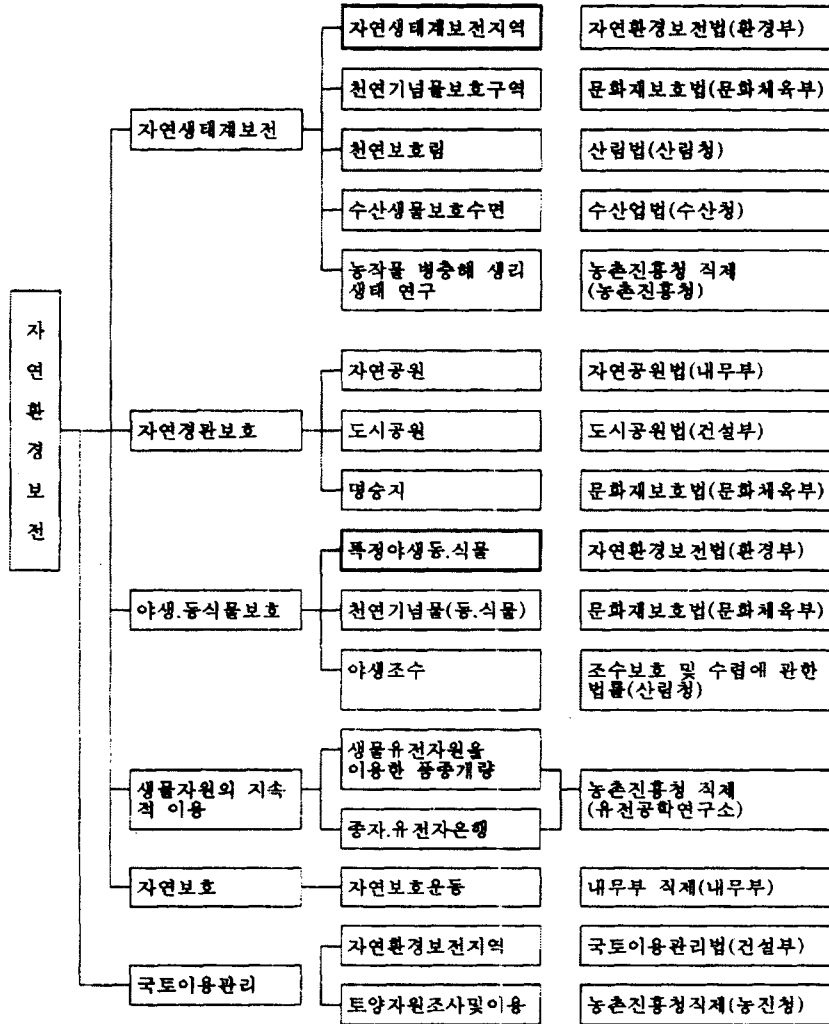 자연환경보전
자연생태계보전
자연생태계보전지역
자연환경보전법(환경부)
천연기념물보호구역
문화재보호법(문화체육부)
천연보호림
산림법(산림청)
수산생물보호수면
수산업법(수산청)
농작물 병충해 생리
생태 연구
농촌진흥청 직제
(농촌진흥청)
자연경관보호
자연공원
자연공원법(내무부)
도시공원
도시공원법(건설부)
명승지
문화재보호법(문화체육부)
야생.동식물보호
특정야생동.식물
자연환경보전법(환경부)
천연기념물(동.식물)
문화재보호법(문화체육부)
야생조수
조수보호 및 수렵에 관한
법률(산림청)
생물자원의 지속
적 이용
생물유전자원을
이용한 품종개량
종자.유전자은행
농촌진흥청 직제
(유전공학연구소)
자연보호
자연보호운동
내무부 직제(내무부)
국토이용관리
자연환경보전지역
국토이용관리법(건설부)
토양자원조사및이용
농촌진흥청직제(농진청)